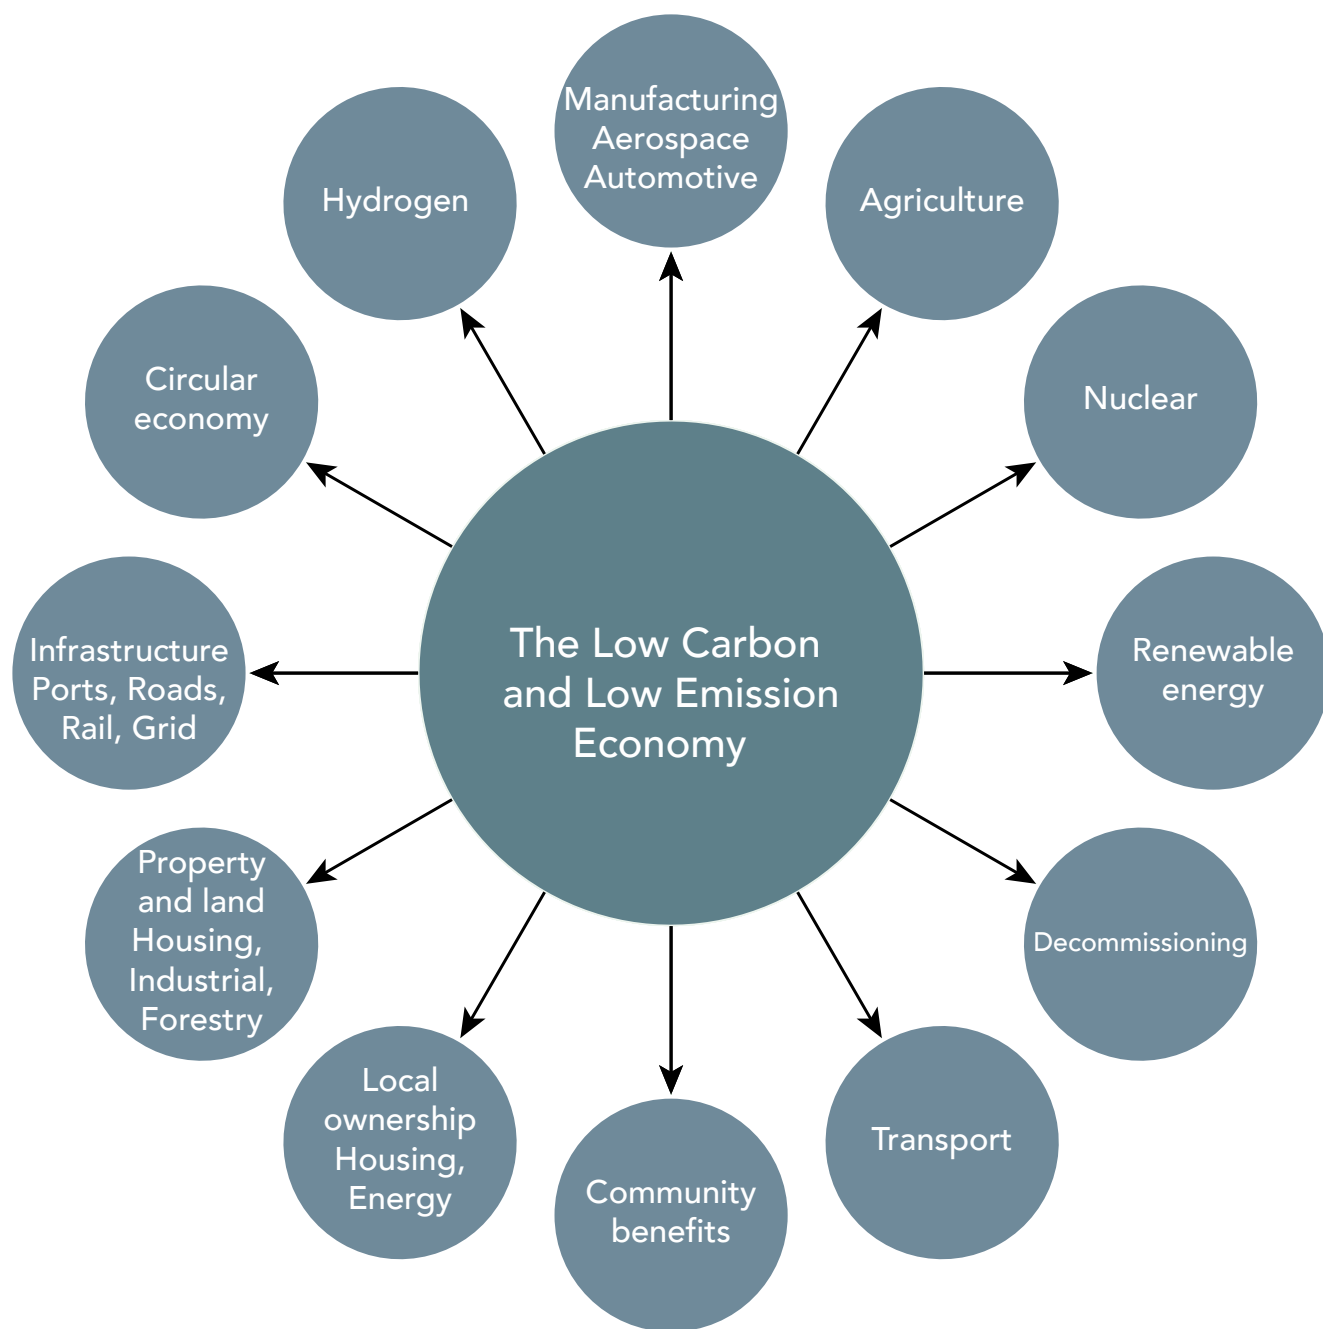 Manufacturing
Aerospace
Automotive
Agriculture
Nuclear
Renewable
energy
Decommissioning
Transport
Community
benefits
Local
ownership
Housing,
Energy
Property
and land
Housing,
Industrial,
Forestry
Infrastructure
Ports, Roads,
Rail, Grid
Circular
economy
Hydrogen
The Low Carbon
and Low Emission
Economy